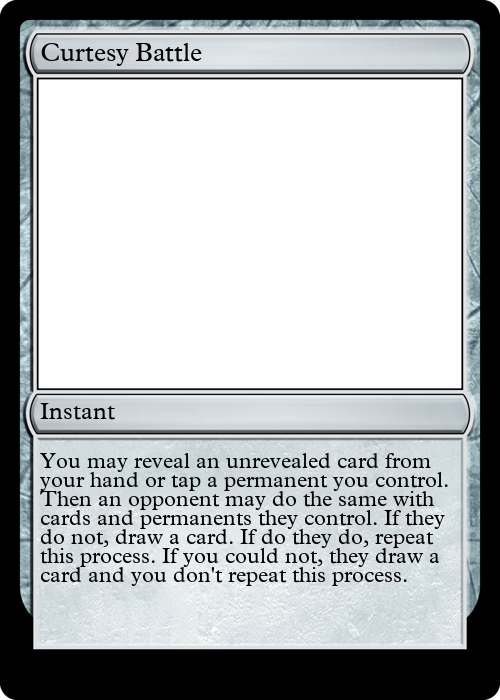 Curtesy Battle
Instant
You may reveal an unrevealed card from
your hand or tap a permanent you control.
Then an opponent may do the same with
cards and permanents they control. If they
do not, draw a card. If do they do, repeat
this process. If you could not, they draw a
card and you don't repeat this process.